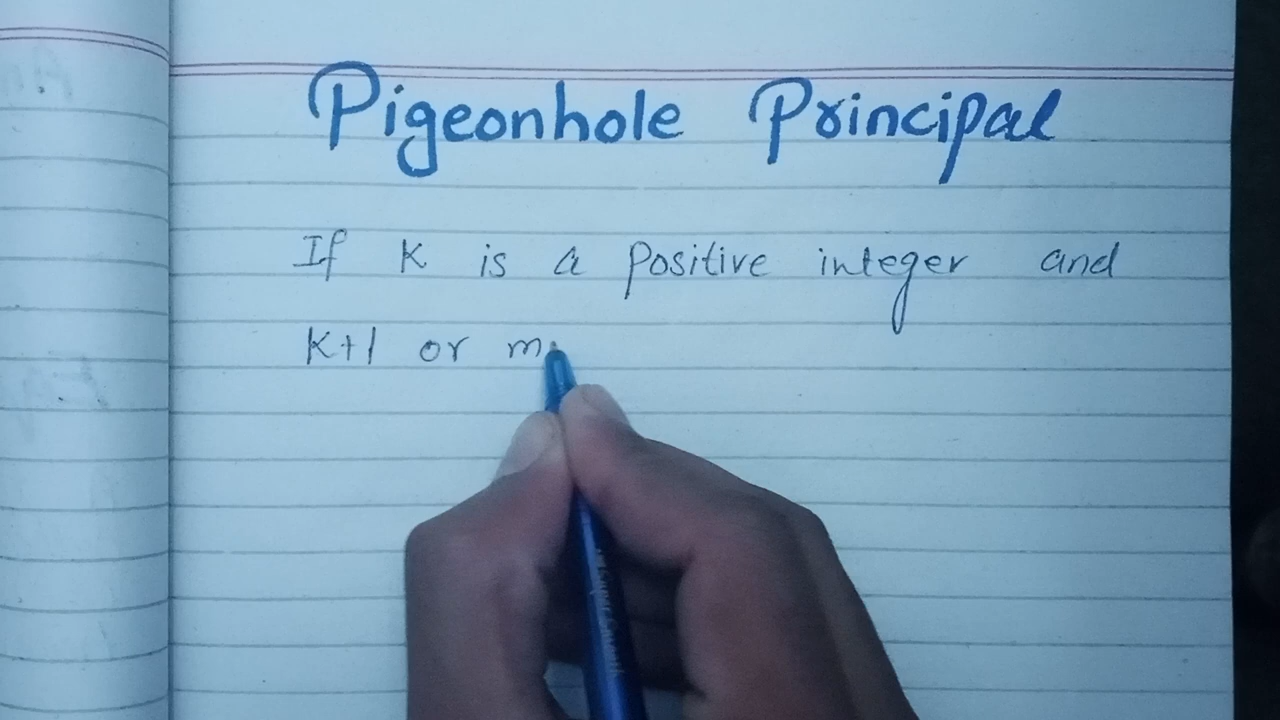 Pigeonhole Principal
If K is a positive integer and
K+1 or m